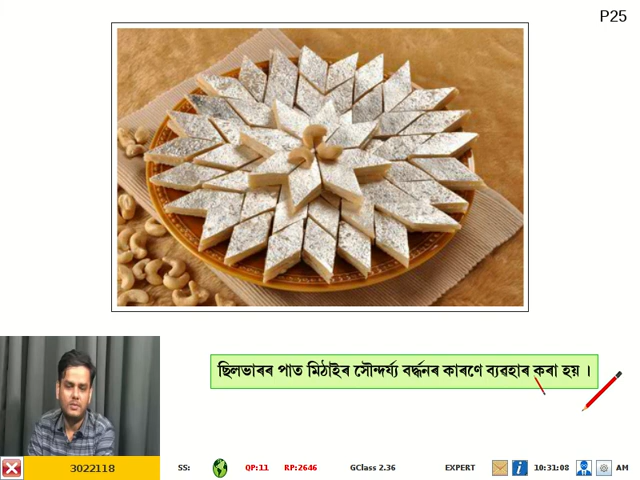 P25
ছিলভাৰৰ পাত মিঠাইৰ সৌন্দৰ্য্য বৰ্দ্ধনৰ কাৰণে ব্যৱহাৰ কৰা হয় ।
3022118 SS: QP:11 RP:2646 GClass 2.36 EXPERT 10:31:08 AM